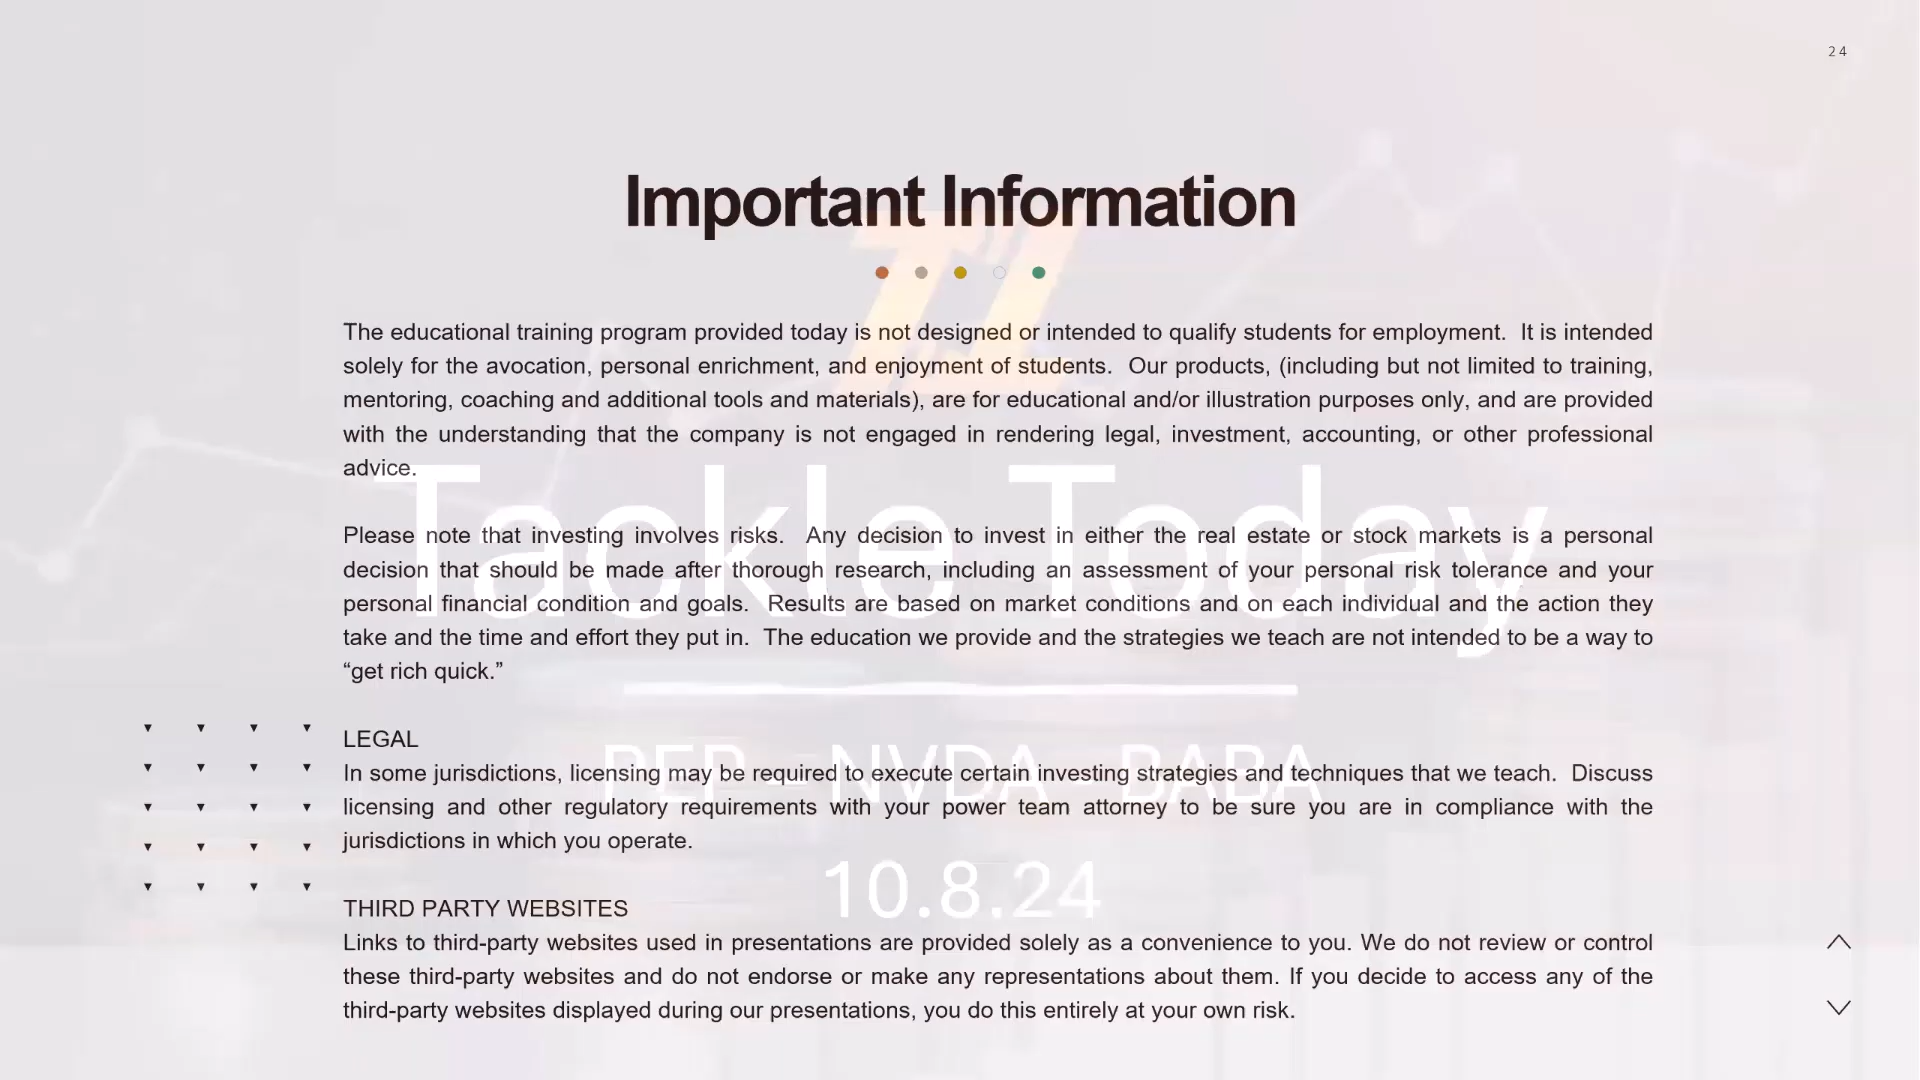 24
Important Information
TL
The educational training program provided today is not designed or intended to qualify students for employment.  It is intended
solely for the avocation, personal enrichment, and enjoyment of students.  Our products, (including but not limited to training,
mentoring, coaching and additional tools and materials), are for educational and/or illustration purposes only, and are provided
with the understanding that the company is not engaged in rendering legal, investment, accounting, or other professional
advice.
Tackle Today
Please note that investing involves risks.  Any decision to invest in either the real estate or stock markets is a personal
decision that should be made after thorough research, including an assessment of your personal risk tolerance and your
personal financial condition and goals.  Results are based on market conditions and on each individual and the action they
take and the time and effort they put in.  The education we provide and the strategies we teach are not intended to be a way to
“get rich quick.”
LEGAL
PEP - NVDA - BABA
In some jurisdictions, licensing may be required to execute certain investing strategies and techniques that we teach.  Discuss
licensing and other regulatory requirements with your power team attorney to be sure you are in compliance with the
jurisdictions in which you operate.
10.8.24
THIRD PARTY WEBSITES
Links to third-party websites used in presentations are provided solely as a convenience to you. We do not review or control
these third-party websites and do not endorse or make any representations about them. If you decide to access any of the
third-party websites displayed during our presentations, you do this entirely at your own risk.